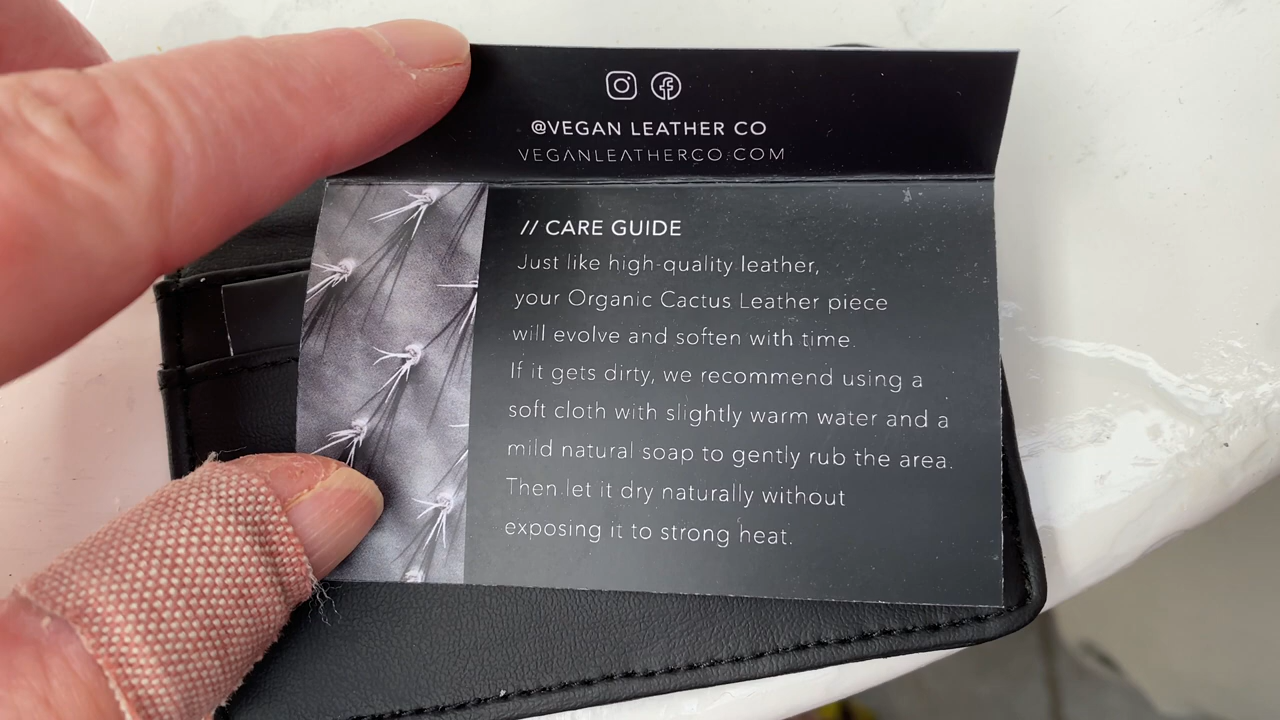 @VEGAN LEATHER CO
VEGANLEATHERCO.COM
// CARE GUIDE
Just like high-quality leather,
your Organic Cactus Leather piece
will evolve and soften with time.
If it gets dirty, we recommend using a
soft cloth with slightly warm water and a
mild natural soap to gently rub the area.
Then let it dry naturally without
exposing it to strong heat.